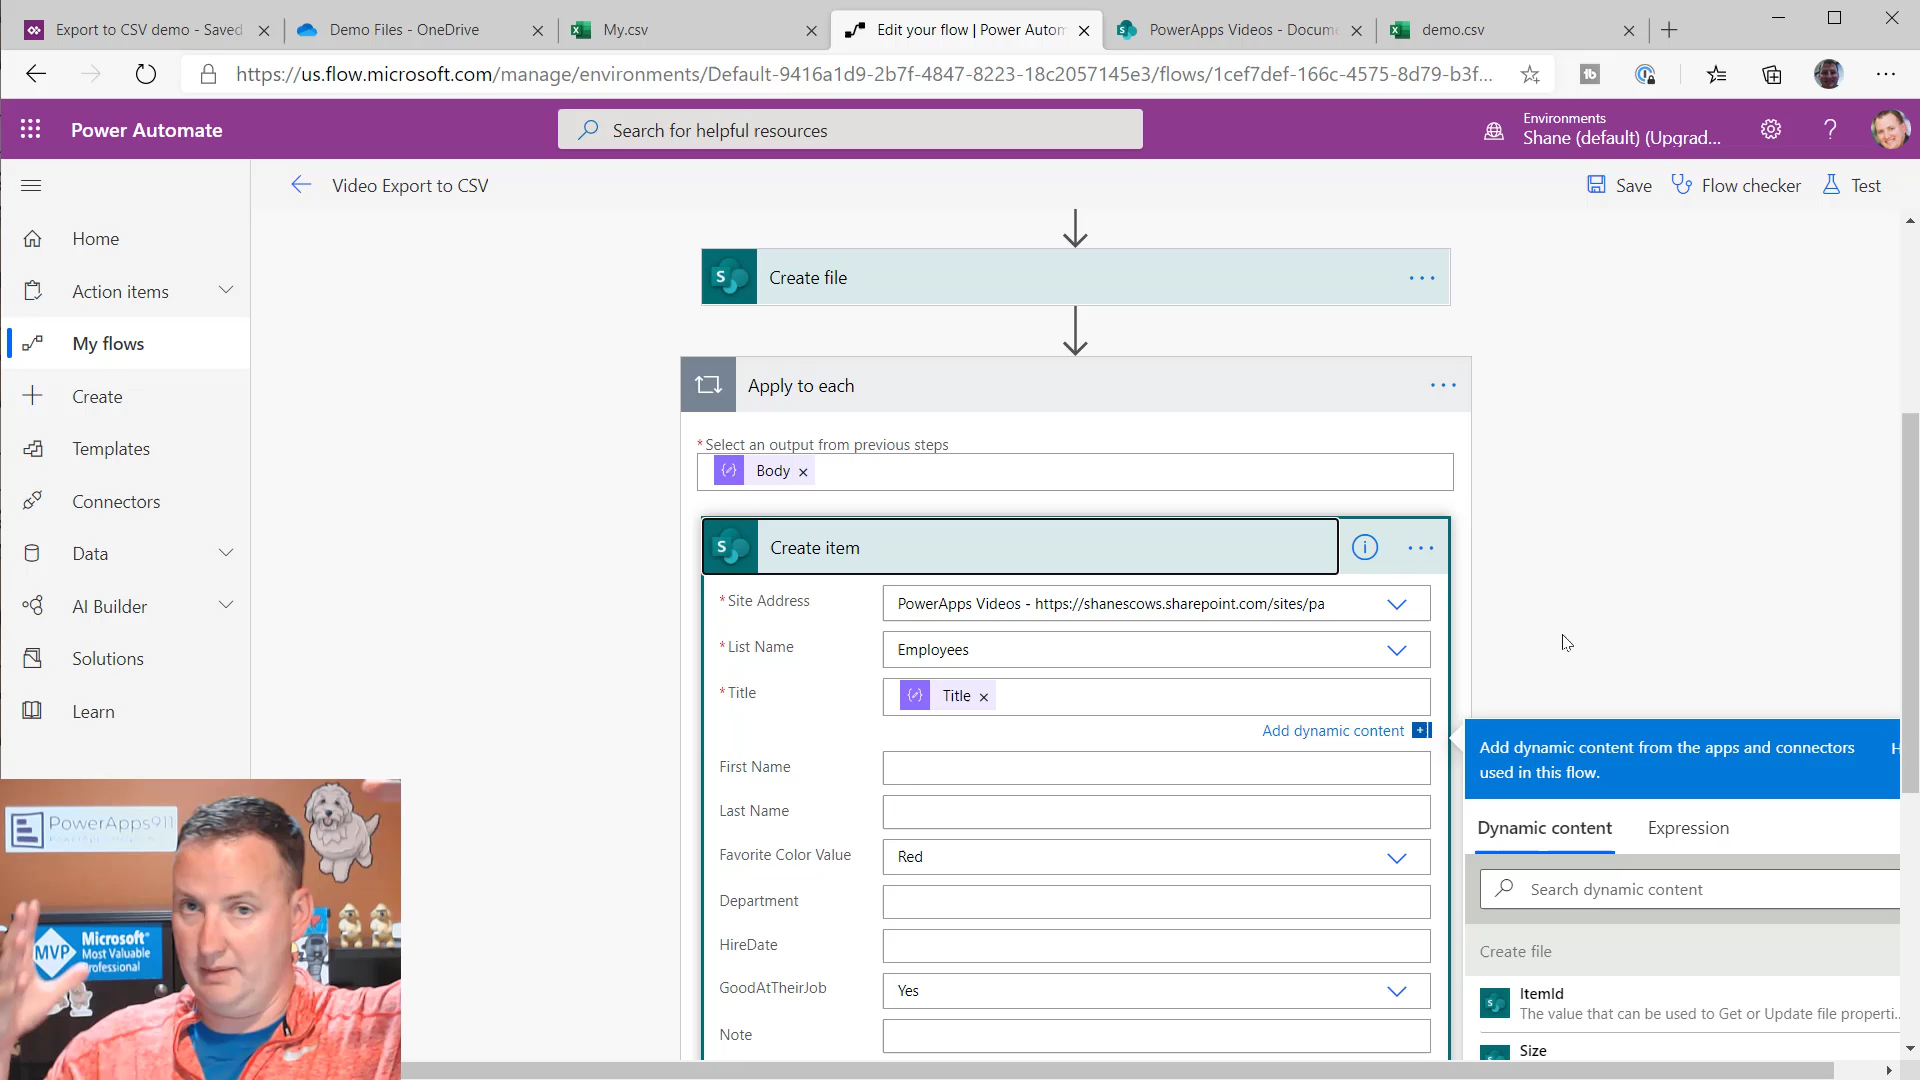 Export to CSV demo - Saved
Demo Files - OneDrive
My.csv
Edit your flow | Power Autom
PowerApps Videos - Docume
demo.csv
https://us.flow.microsoft.com/manage/environments/Default-9416a1d9-2b7f-4847-8223-18c2057145e3/flows/1cef7def-166c-4575-8d79-b3f...
Power Automate
Search for helpful resources
Environments
Shane (default) (Upgrad...
Video Export to CSV
Save
Flow checker
Test
Home
Action items
My flows
Create
Templates
Connectors
Data
AI Builder
Solutions
Learn
Create file
Apply to each
* Select an output from previous steps
Body
Create item
* Site Address
PowerApps Videos - https://shanescows.sharepoint.com/sites/pa
* List Name
Employees
* Title
Title
Add dynamic content
First Name
Last Name
Favorite Color Value
Red
Department
HireDate
GoodAtTheirJob
Yes
Note
Add dynamic content from the apps and connectors
used in this flow.
H
Dynamic content
Expression
Search dynamic content
Create file
ItemId
The value that can be used to Get or Update file properti...
Size
PowerApps911
MVP
Microsoft
Most Valuable
Professional